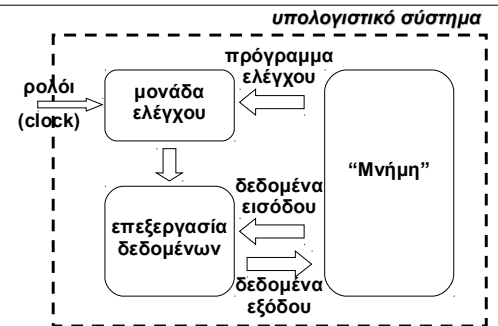 υπολογιστικό σύστημα
πρόγραμμα
ελέγχου
ρολόι
(clock)
μονάδα
ελέγχου
“Μνήμη”
δεδομένα
εισόδου
επεξεργασία
δεδομένων
δεδομένα
εξόδου